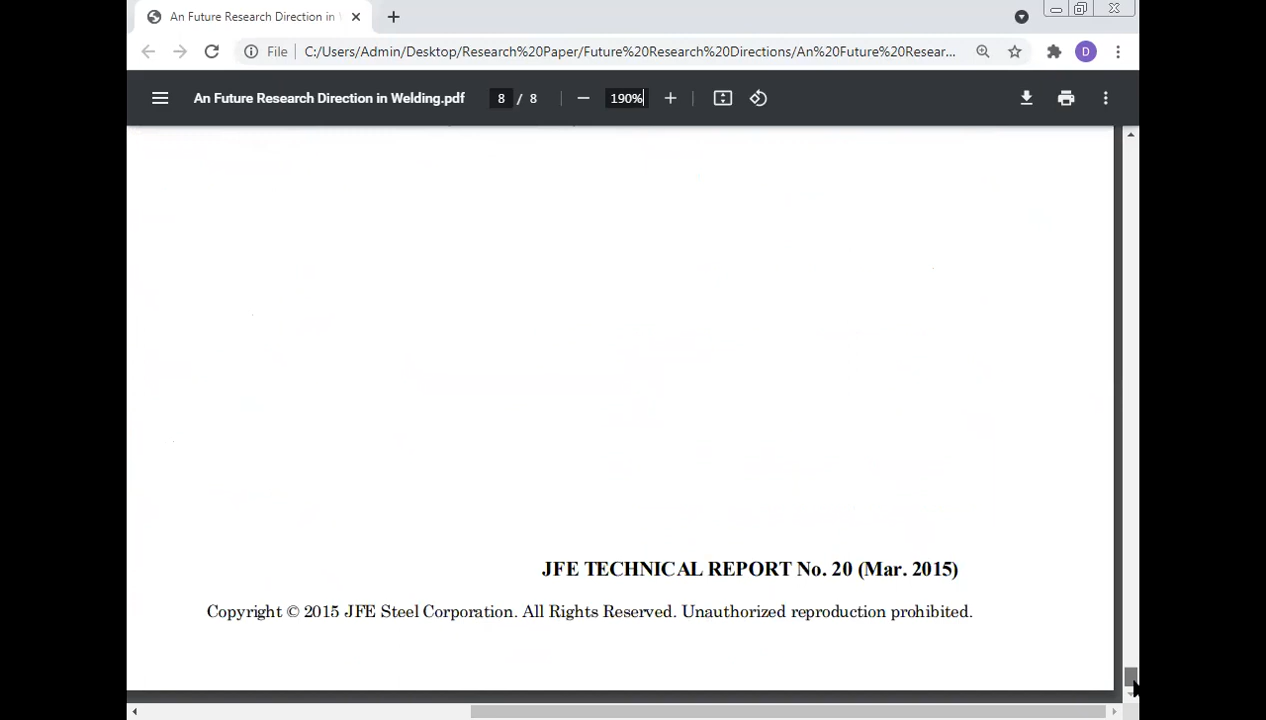 An Future Research Direction in
File C:/Users/Admin/Desktop/Research%20Paper/Future%20Research%20Directions/An%20Future%20Resear... D
An Future Research Direction in Welding.pdf 8 / 8 190%
JFE TECHNICAL REPORT No. 20 (Mar. 2015)
Copyright © 2015 JFE Steel Corporation. All Rights Reserved. Unauthorized reproduction prohibited.